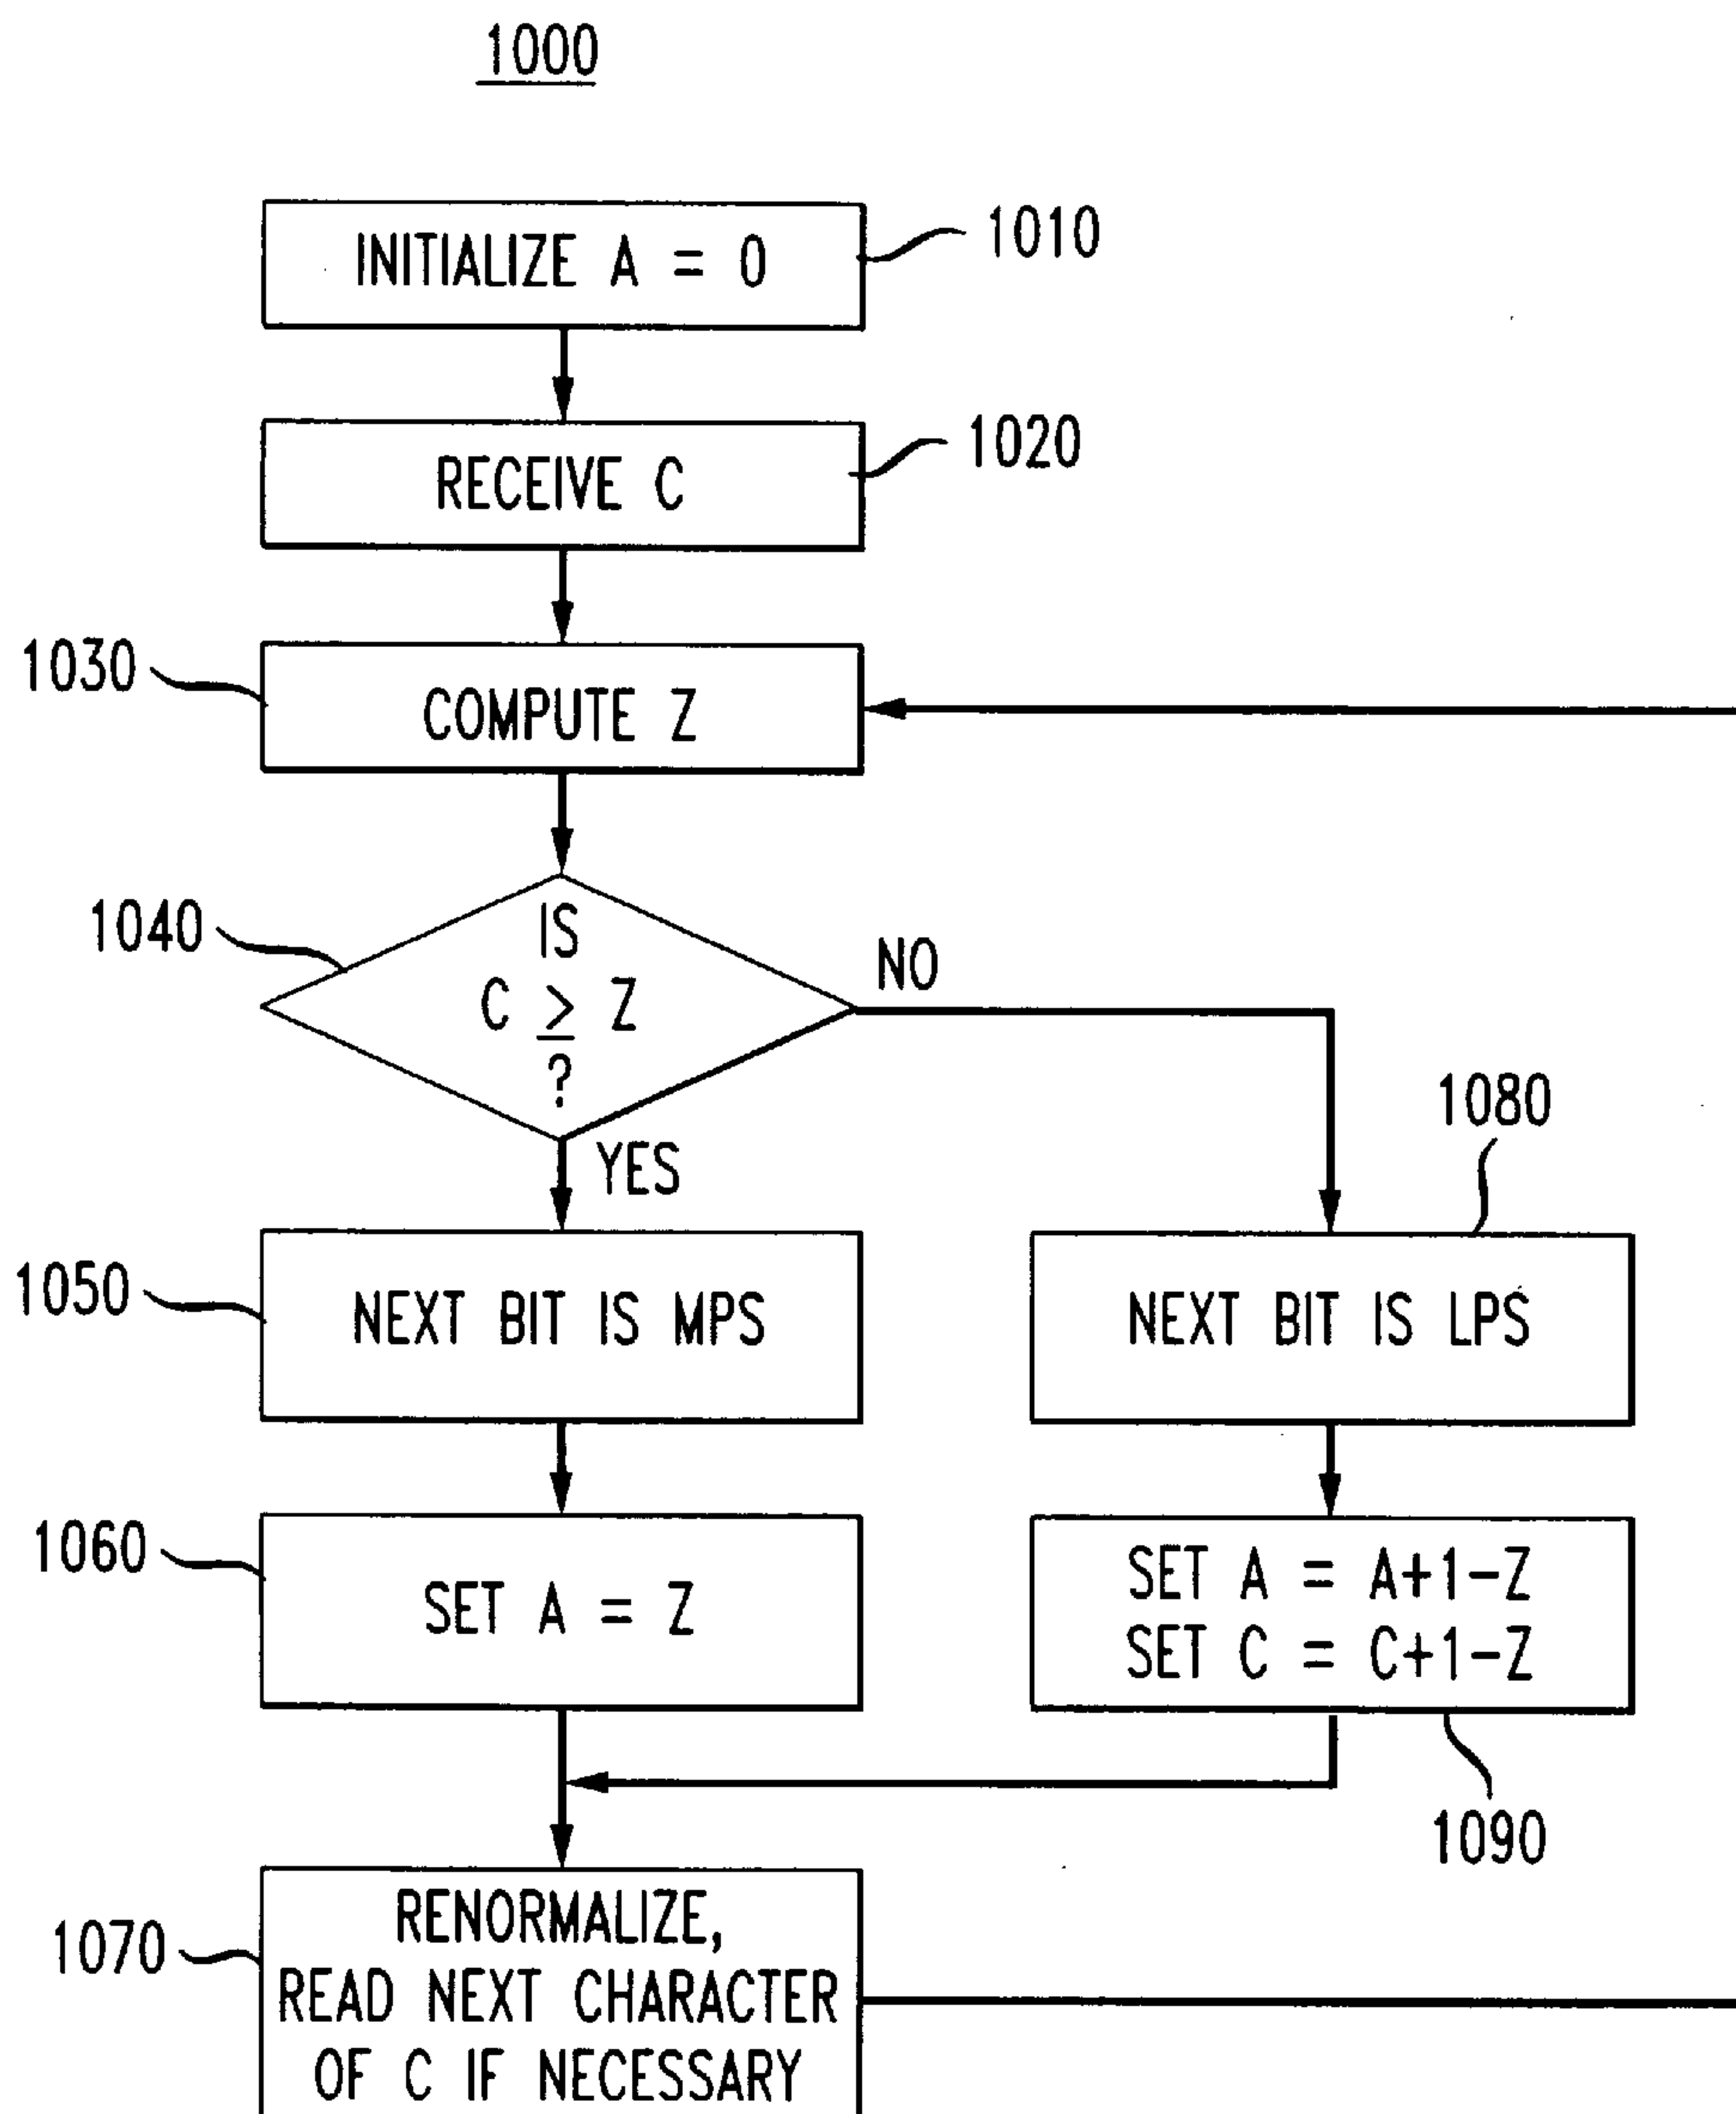 1000
INITIALIZE A = 0
1010
RECEIVE C
1020
1030
COMPUTE Z
1040
IS
C ≥ Z
?
NO
YES
1050
NEXT BIT IS MPS
1080
NEXT BIT IS LPS
1060
SET A = Z
SET A = A+1-Z
SET C = C+1-Z
1090
1070
RENORMALIZE,
READ NEXT CHARACTER
OF C IF NECESSARY